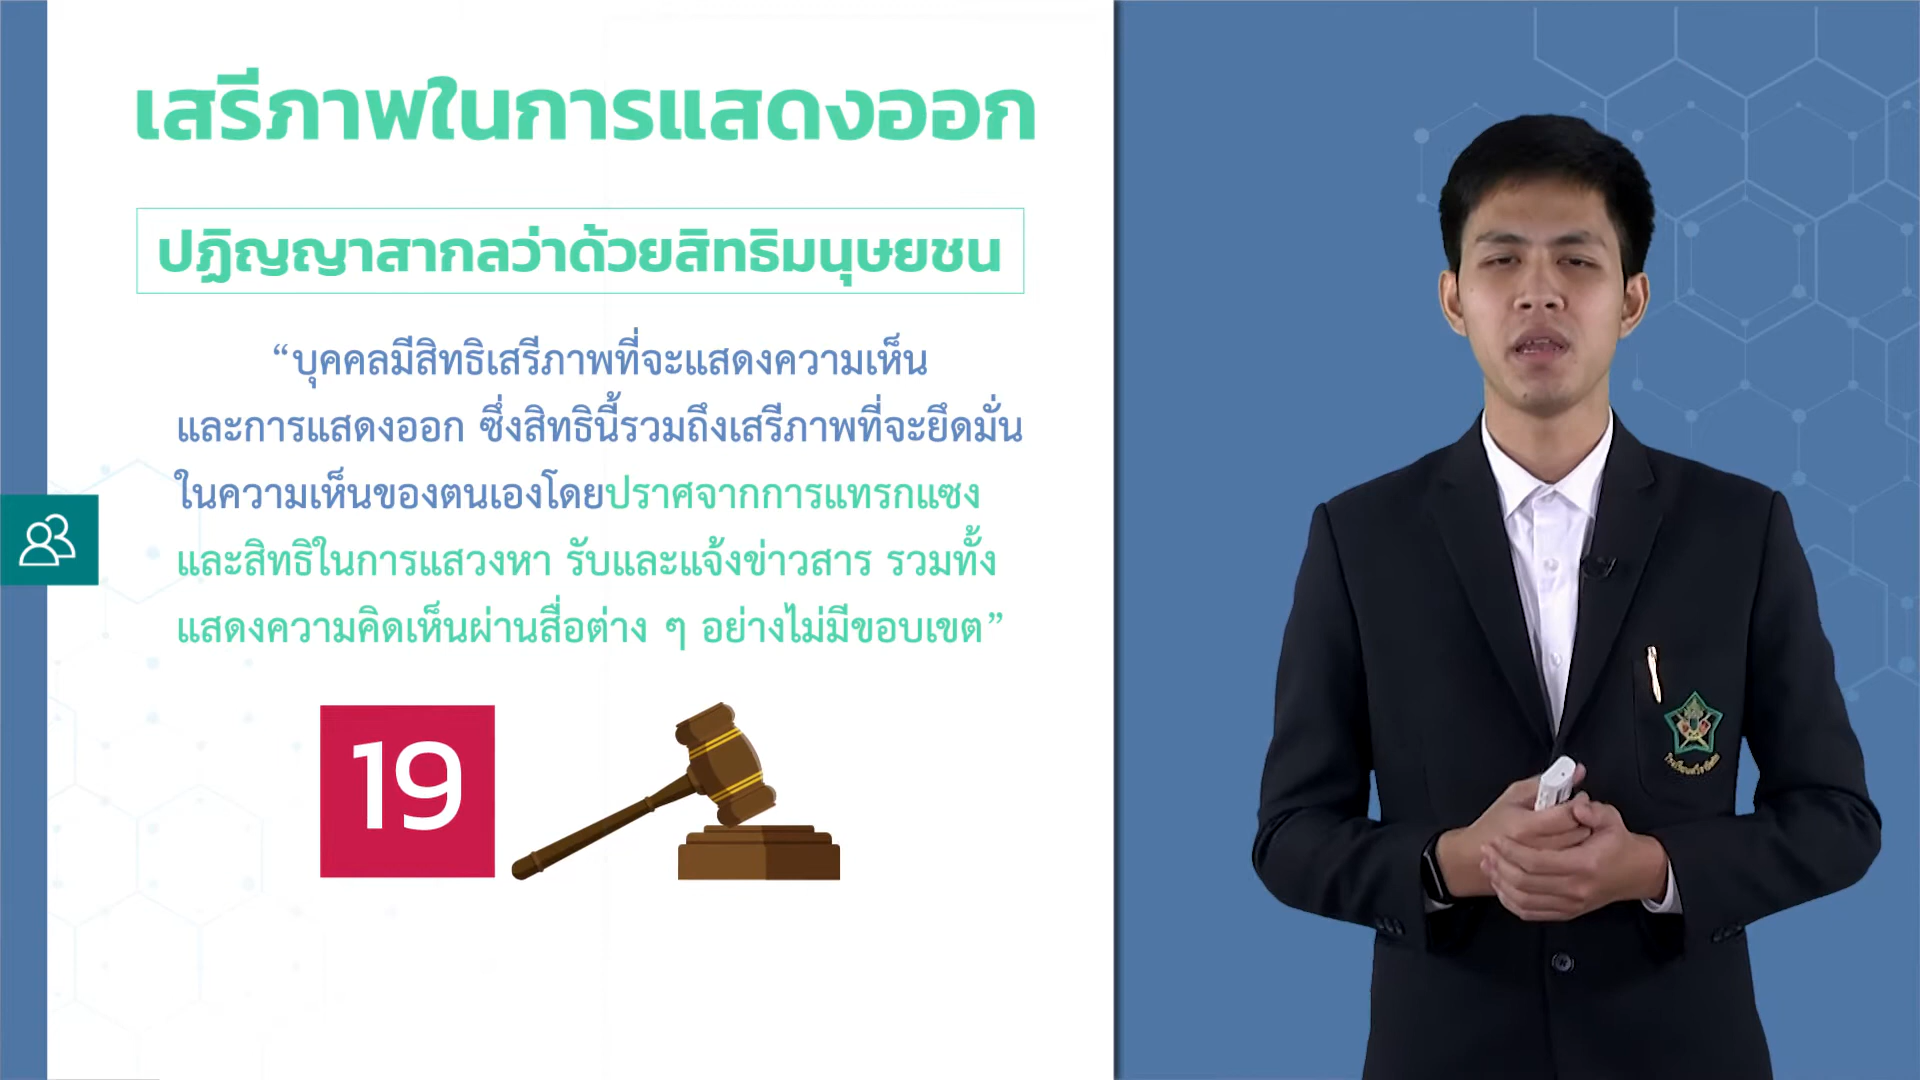 เสรีภาพในการแสดงออก
ปฏิญญาสากลว่าด้วยสิทธิมนุษยชน
“บุคคลมีสิทธิเสรีภาพที่จะแสดงความเห็น
และการแสดงออก ซึ่งสิทธินี้รวมถึงเสรีภาพที่จะยึดมั่น
ในความเห็นของตนเองโดยปราศจากการแทรกแซง
และสิทธิในการแสวงหา รับและแจ้งข่าวสาร รวมทั้ง
แสดงความคิดเห็นผ่านสื่อต่าง ๆ อย่างไม่มีขอบเขต”
19